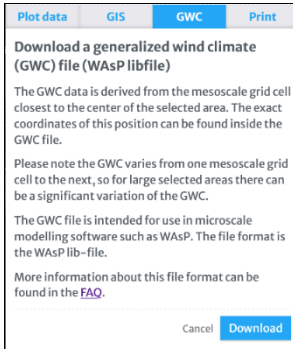 Plot data GIS GWC Print
Download a generalized wind climate
(GWC) file (WAsP libfile)
The GWC data is derived from the mesoscale grid cell
closest to the center of the selected area. The exact
coordinates of this position can be found inside the
GWC file.
Please note the GWC varies from one mesoscale grid
cell to the next, so for large selected areas there can
be a significant variation of the GWC.
The GWC file is intended for use in microscale
modelling software such as WAsP. The file format is
the WAsP lib-file.
More information about this file format can be
found in the FAQ.
Cancel Download